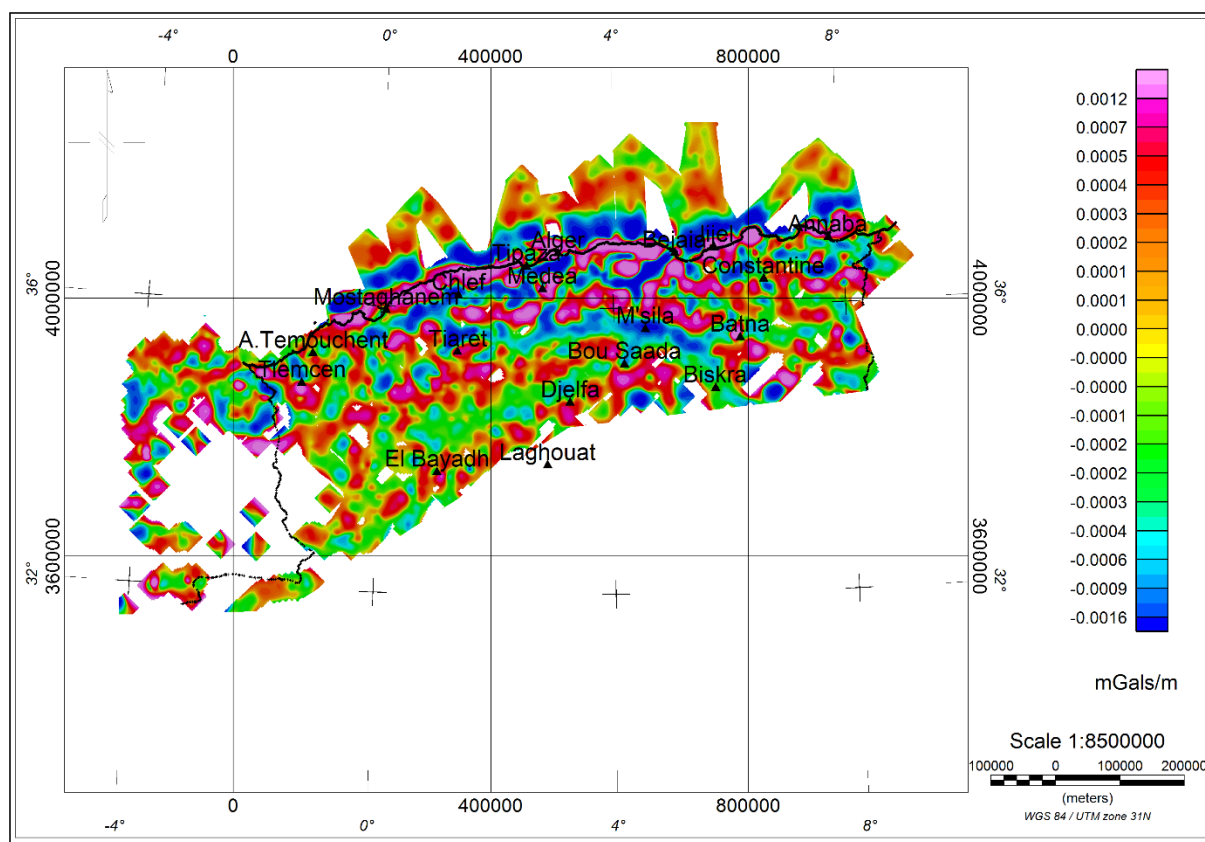 -4° 0° 4° 8°
0 400000 800000
0.0012
0.0007
0.0005
0.0004
0.0003
0.0002
0.0001
0.0001
0.0000
-0.0000
-0.0000
-0.0001
-0.0002
-0.0002
-0.0003
-0.0004
-0.0006
-0.0009
-0.0016
mGals/m
36° 4000000
4000000 36°
32° 3600000
3600000 32°
Annaba
Jijel
Bejaia
Alger
Tipaza
Constantine
Medea
Chlef
Mostaghanem
M'sila
Batna
A.Temouchent
Tiaret
Bou Saada
Tlemcen
Biskra
Djelfa
El Bayadh
Laghouat
Scale 1:8500000
100000 0 100000 200000
(meters)
WGS 84 / UTM zone 31N
0 400000 800000
-4° 0° 4° 8°